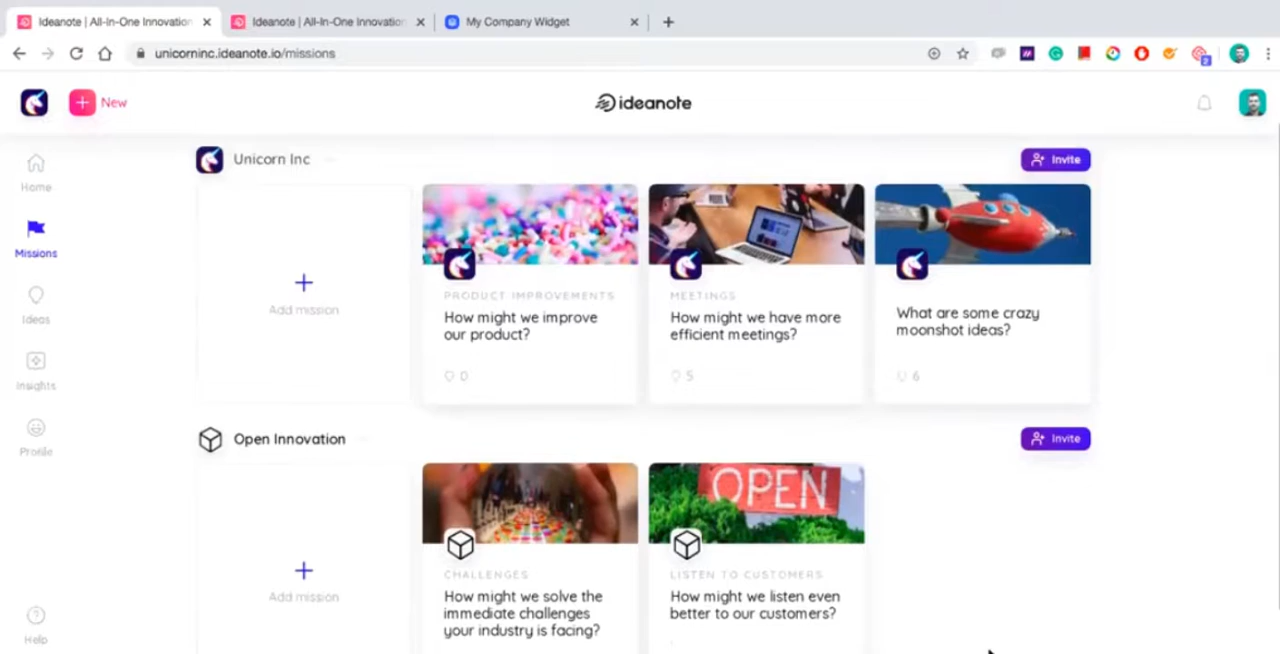 Ideanote | All-In-One Innovation
Ideanote | All-In-One Innovation
My Company Widget
unicorninc.ideanote.io/missions
2
New
ideanote
Home
Missions
Ideas
Insights
Profile
Help
Unicorn Inc
Invite
Add mission
PRODUCT IMPROVEMENTS
How might we improve
our product?
0
MEETINGS
How might we have more
efficient meetings?
5
What are some crazy
moonshot ideas?
6
Open Innovation
Invite
Add mission
CHALLENGES
How might we solve the
immediate challenges
your industry is facing?
OPEN
LISTEN TO CUSTOMERS
How might we listen even
better to our customers?